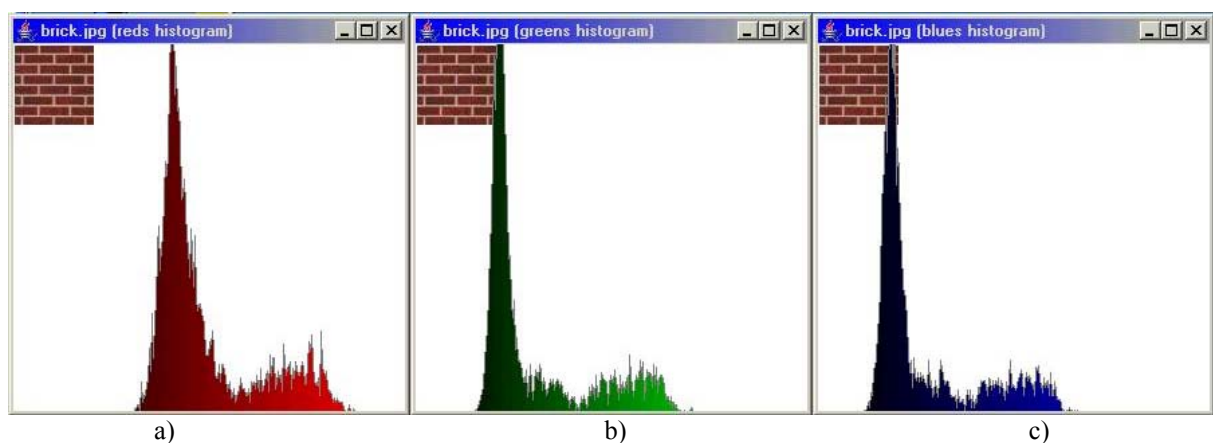 brick.jpg (reds histogram)
brick.jpg (greens histogram)
brick.jpg (blues histogram)
a)
b)
c)